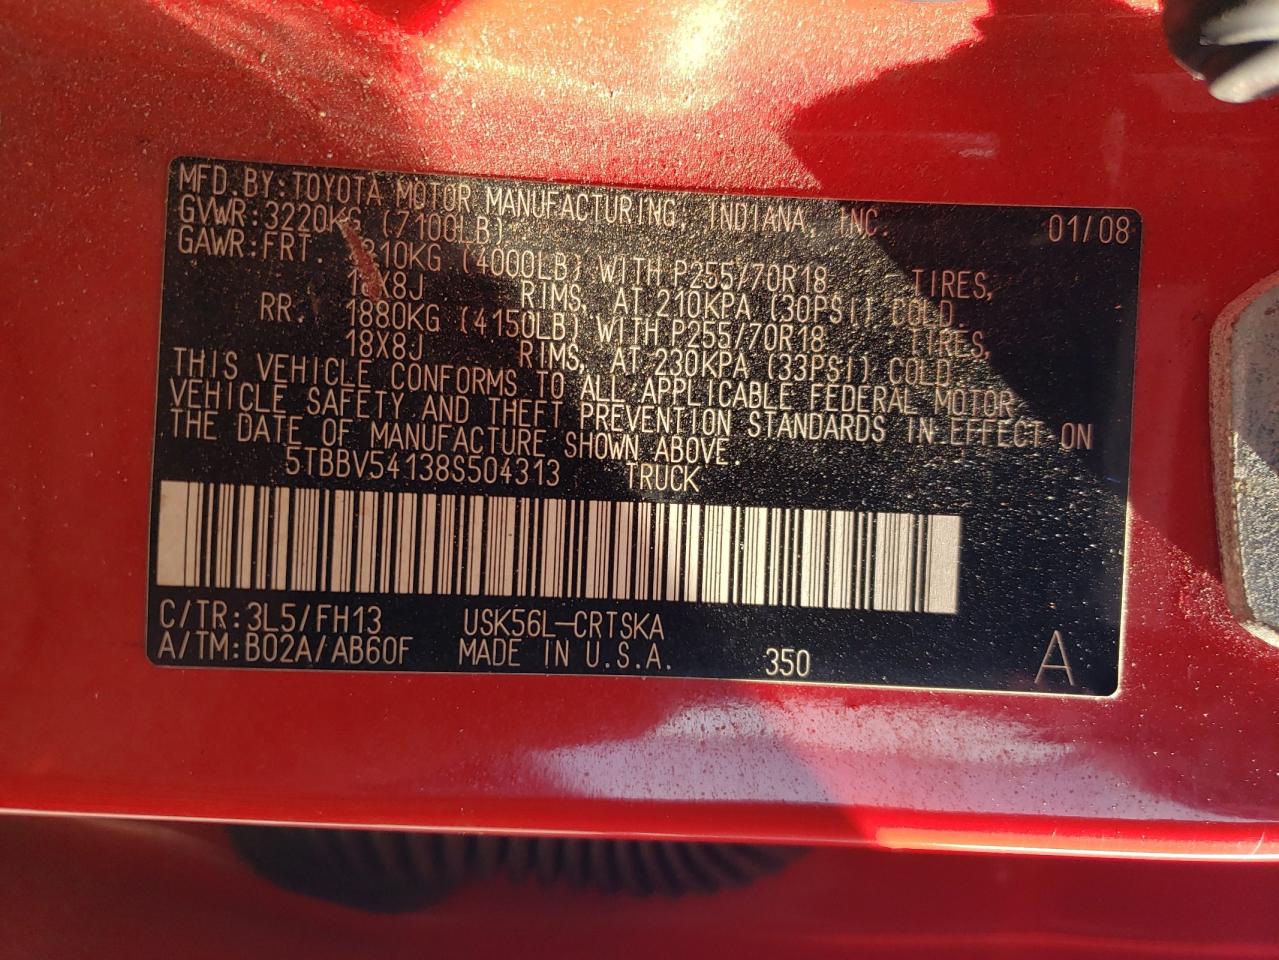 MFD. BY: TOYOTA MOTOR MANUFACTURING, INDIANA, INC. 01/08
GVWR: 3220KG (7100LB)
GAWR: FRT. 1810KG (4000LB) WITH P255/70R18 TIRES,
18X8J RIMS, AT 210KPA (30PSI) COLD.
RR. 1880KG (4150LB) WITH P255/70R18 TIRES,
18X8J RIMS, AT 230KPA (33PSI) COLD.
THIS VEHICLE CONFORMS TO ALL APPLICABLE FEDERAL MOTOR
VEHICLE SAFETY AND THEFT PREVENTION STANDARDS IN EFFECT ON
THE DATE OF MANUFACTURE SHOWN ABOVE.
5TBBV54138S504313 TRUCK
C/TR: 3L5/FH13 USK56L-CRTSKA
A/TM: B02A/AB60F MADE IN U.S.A. 350 A